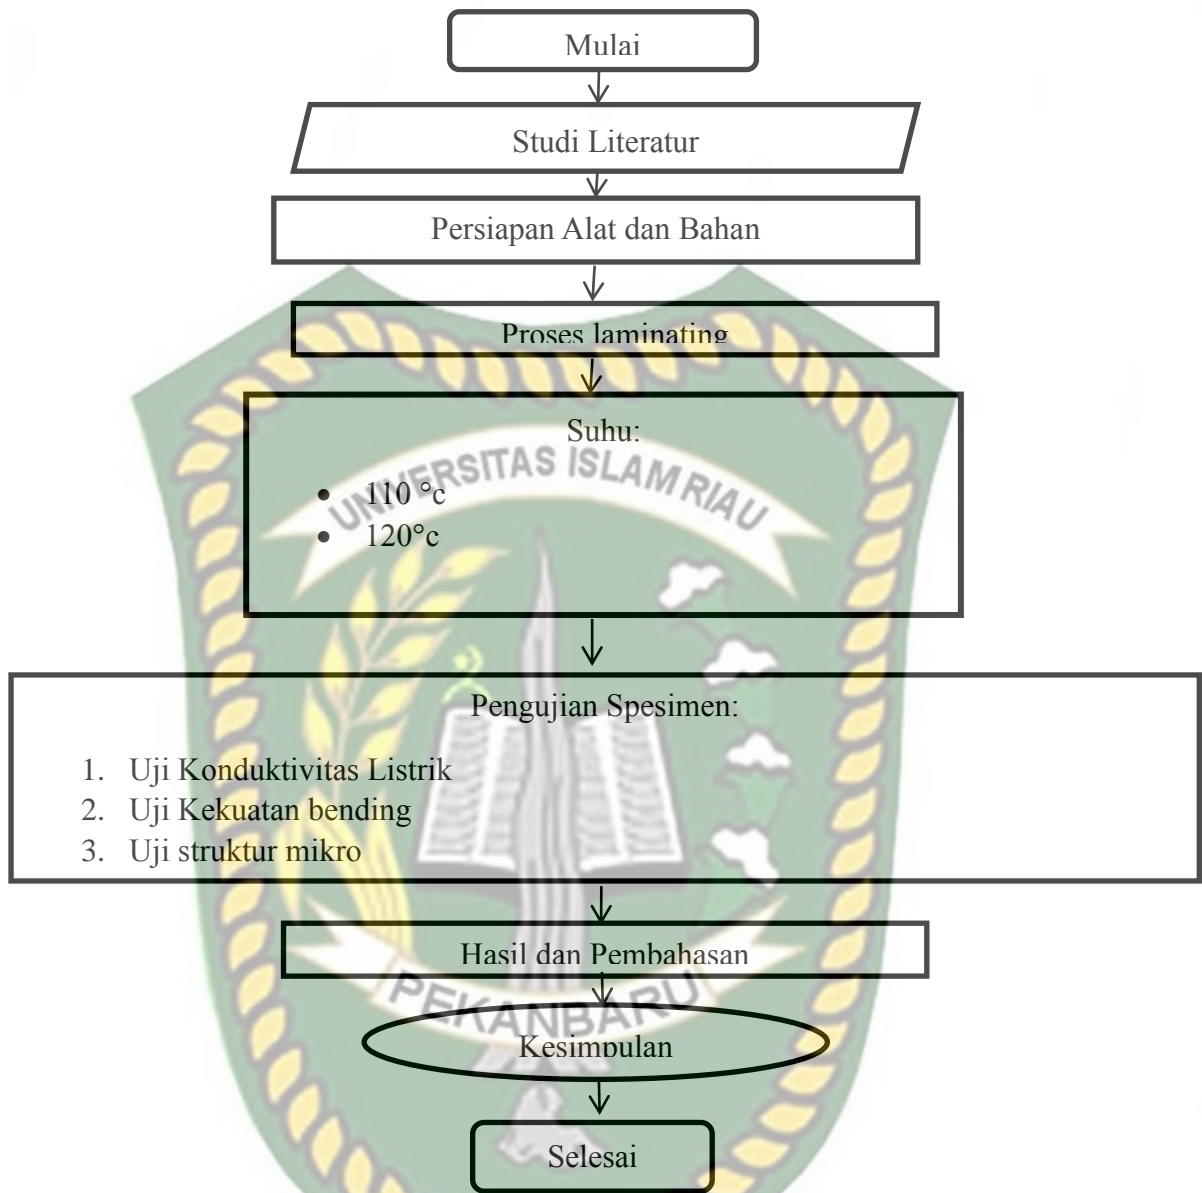 Mulai
Studi Literatur
Persiapan Alat dan Bahan
Proses laminating
Suhu:
UNIVERSITAS ISLAM RIAU
• 110 °c
• 120°c
Pengujian Spesimen:
1. Uji Konduktivitas Listrik
2. Uji Kekuatan bending
3. Uji struktur mikro
Hasil dan Pembahasan
PEKANBARU
Kesimpulan
Selesai